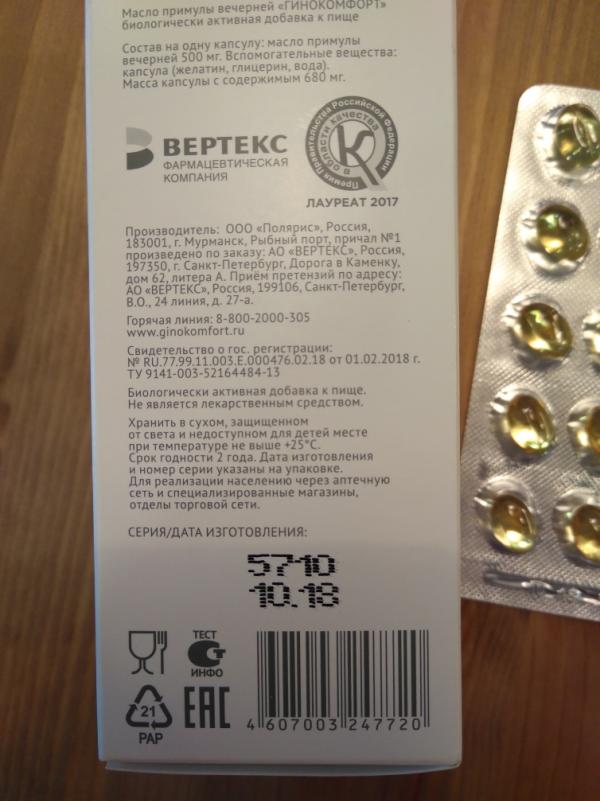 Масло примулы вечерней «ГИНОКОМФОРТ»
биологически активная добавка к пище
Состав на одну капсулу: масло примулы
вечерней 500 мг. Вспомогательные вещества:
капсула (желатин, глицерин, вода).
Масса капсулы с содержимым 680 мг.
ВЕРТЕКС
ФАРМАЦЕВТИЧЕСКАЯ
КОМПАНИЯ
Премия Правительства Российской Федерации
в области качества
ЛАУРЕАТ 2017
Производитель: ООО «Полярис», Россия,
183001, г. Мурманск, Рыбный порт, причал №1
произведено по заказу: АО «ВЕРТЕКС», Россия,
197350, г. Санкт-Петербург, Дорога в Каменку,
дом 62, литера А. Приём претензий по адресу:
АО «ВЕРТЕКС», Россия, 199106, Санкт-Петербург,
В.О., 24 линия, д. 27-а.
Горячая линия: 8-800-2000-305
www.ginokomfort.ru
Свидетельство о гос. регистрации:
№ RU.77.99.11.003.E.000476.02.18 от 01.02.2018 г.
ТУ 9141-003-52164484-13
Биологически активная добавка к пище.
Не является лекарственным средством.
Хранить в сухом, защищенном
от света и недоступном для детей месте
при температуре не выше +25°С.
Срок годности 2 года. Дата изготовления
и номер серии указаны на упаковке.
Для реализации населению через аптечную
сеть и специализированные магазины,
отделы торговой сети.
СЕРИЯ/ДАТА ИЗГОТОВЛЕНИЯ:
5710
10.18
ТЕСТ
ИНФО
21
PAP
ЕАС
4 607003 247720